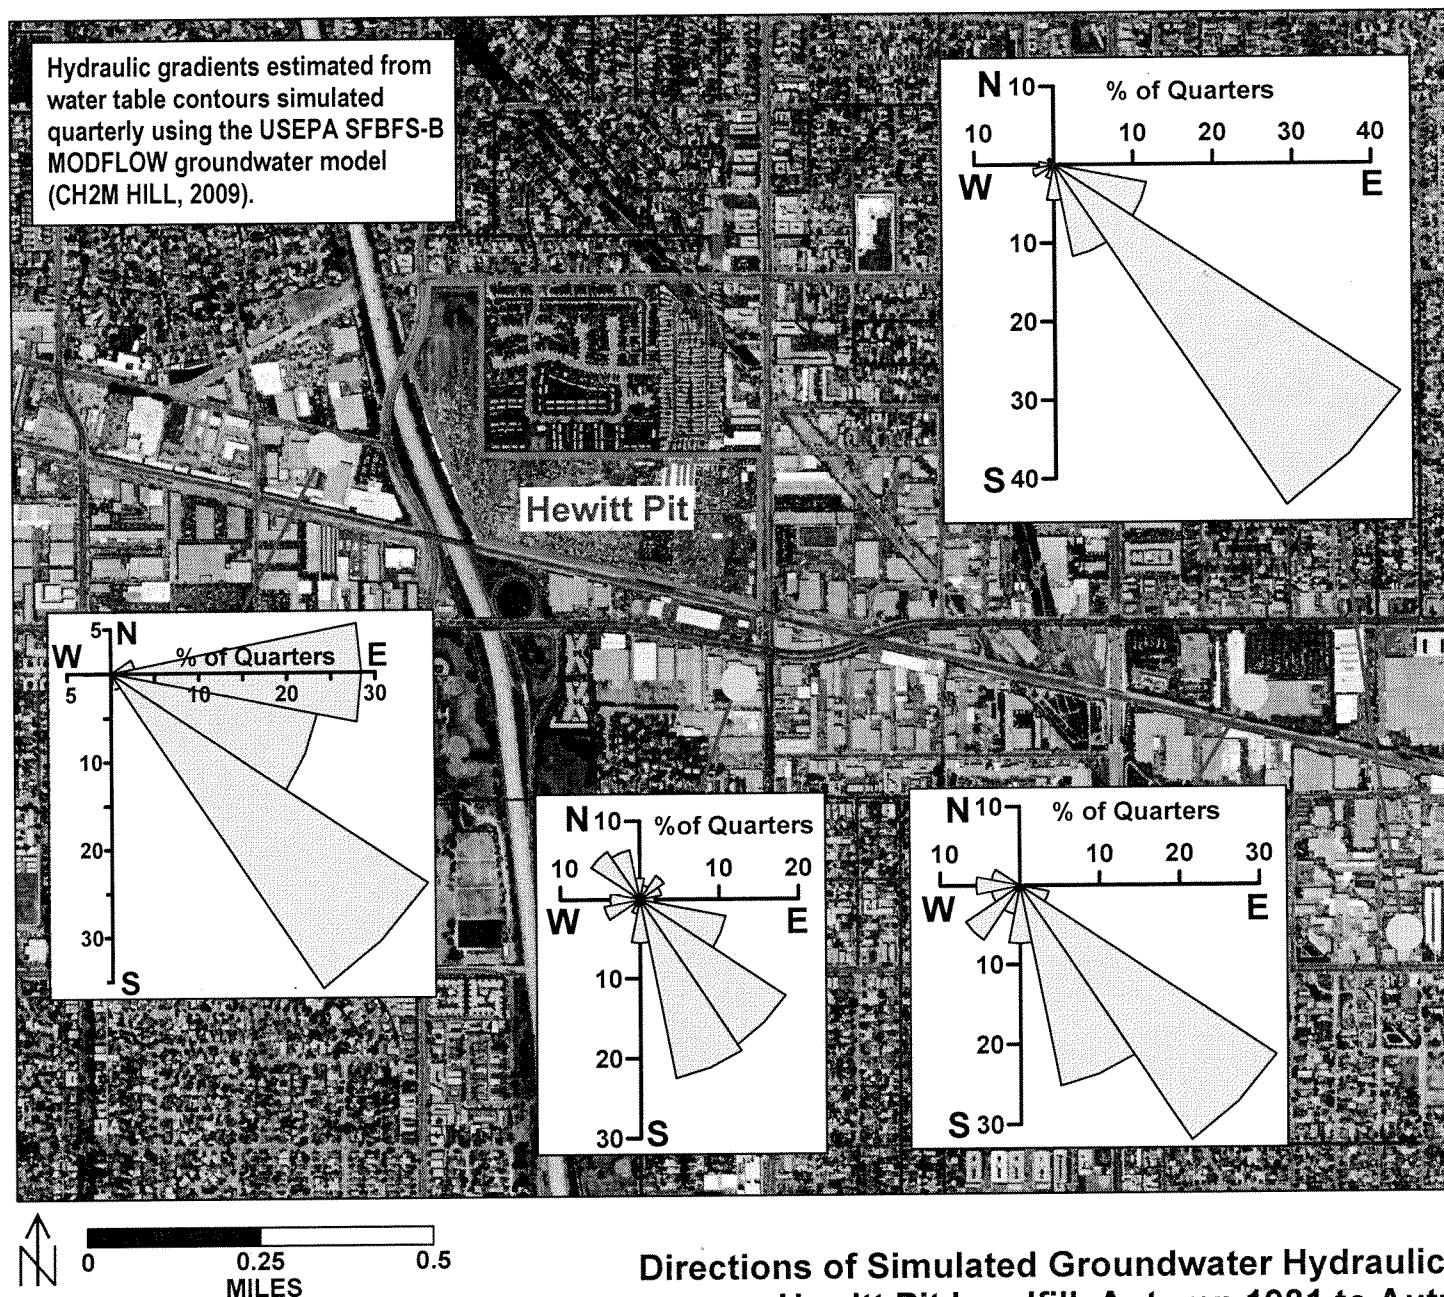 Hydraulic gradients estimated from
water table contours simulated
quarterly using the USEPA SFBFS-B
MODFLOW groundwater model
(CH2M HILL, 2009).
N 10
% of Quarters
10 10 20 30 40
W E
10
20
30
S 40
Hewitt Pit
5 N
W % of Quarters E
5 10 20 30
10
20
30
S
N 10 % of Quarters
10 10 20
W E
10
20
30 S
N 10 % of Quarters
10 10 20 30
W E
10
20
S 30
N
0 0.25 0.5
MILES
Directions of Simulated Groundwater Hydraulic